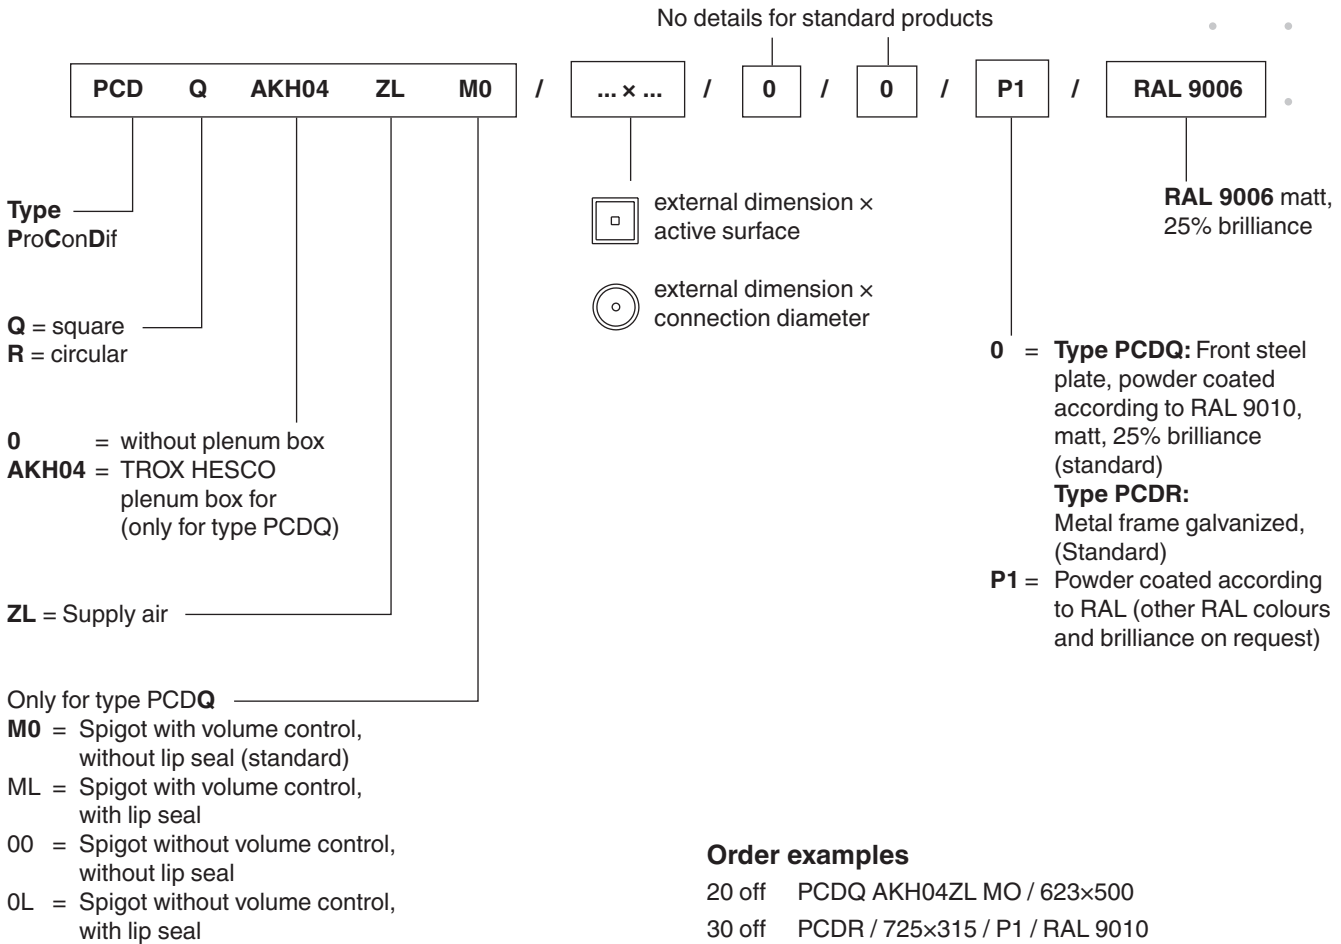 No details for standard products
PCD Q AKH04 ZL M0 / ... × ... / 0 / 0 / P1 / RAL 9006
Type
ProConDif
Q = square
R = circular
0 = without plenum box
AKH04 = TROX HESCO
plenum box for
(only for type PCDQ)
ZL = Supply air
Only for type PCDQ
M0 = Spigot with volume control,
without lip seal (standard)
ML = Spigot with volume control,
with lip seal
00 = Spigot without volume control,
without lip seal
0L = Spigot without volume control,
with lip seal
external dimension ×
active surface
external dimension ×
connection diameter
RAL 9006 matt,
25% brilliance
0 = Type PCDQ: Front steel
plate, powder coated
according to RAL 9010,
matt, 25% brilliance
(standard)
Type PCDR:
Metal frame galvanized,
(Standard)
P1 = Powder coated according
to RAL (other RAL colours
and brilliance on request)
Order examples
20 off PCDQ AKH04ZL MO / 623×500
30 off PCDR / 725×315 / P1 / RAL 9010